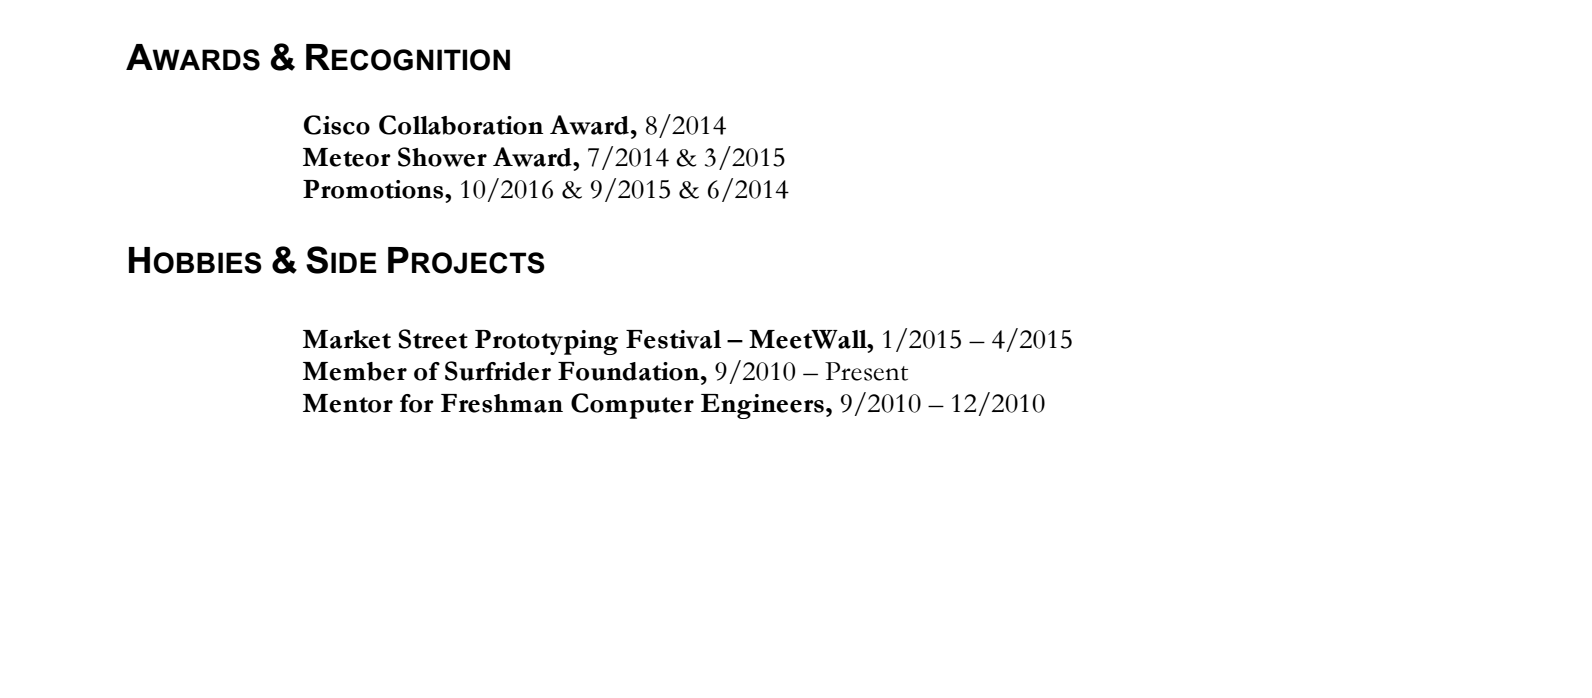 AWARDS & RECOGNITION
Cisco Collaboration Award, 8/2014
Meteor Shower Award, 7/2014 & 3/2015
Promotions, 10/2016 & 9/2015 & 6/2014
HOBBIES & SIDE PROJECTS
Market Street Prototyping Festival – MeetWall, 1/2015 – 4/2015
Member of Surfrider Foundation, 9/2010 – Present
Mentor for Freshman Computer Engineers, 9/2010 – 12/2010